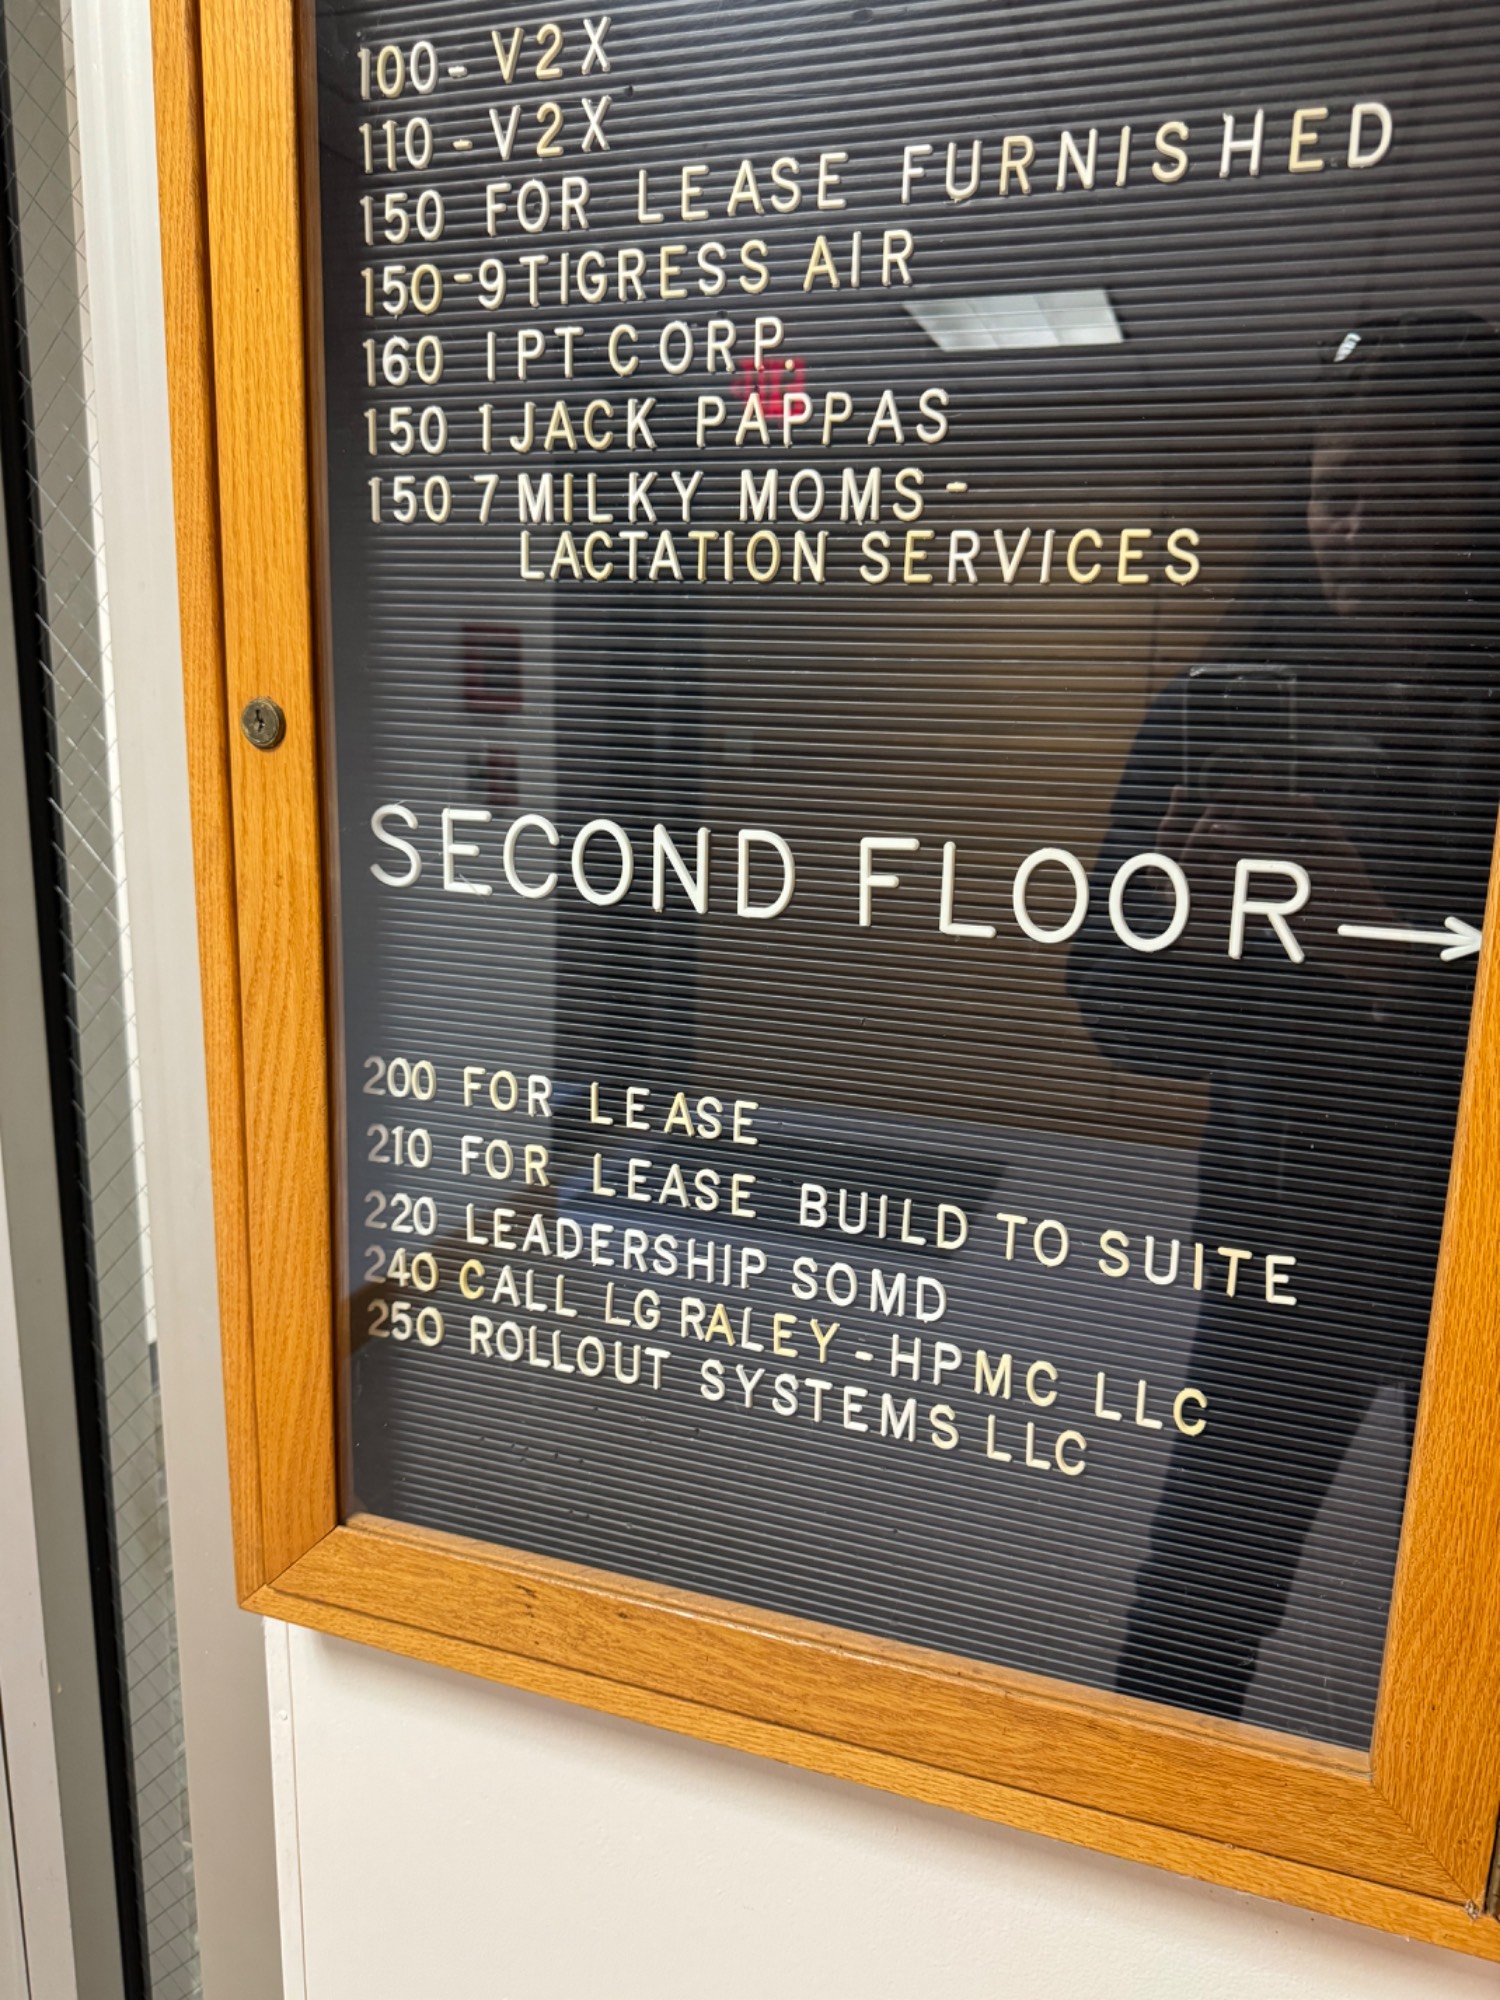 100- V2X
110-V2X
150 FOR LEASE FURNISHED
150-9 TIGRESS AIR
160 IPT CORP.
150 1 JACK PAPPAS
150 7 MILKY MOMS-
LACTATION SERVICES
SECOND FLOOR→
200 FOR LEASE
210 FOR LEASE BUILD TO SUITE
220 LEADERSHIP SOMD
240 CALL LG RALEY-HPMC LLC
250 ROLLOUT SYSTEMS LLC